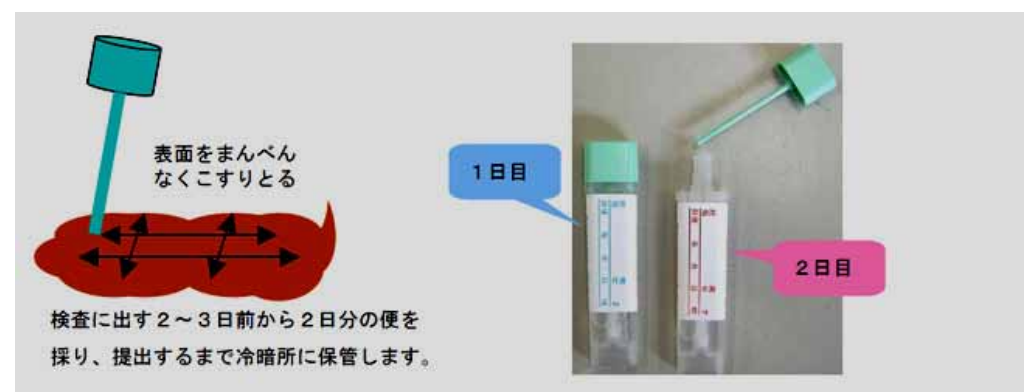 表面をまんべん
なくこすりとる
検査に出す２～３日前から２日分の便を
採り、提出するまで冷暗所に保管します。
１日目
２日目